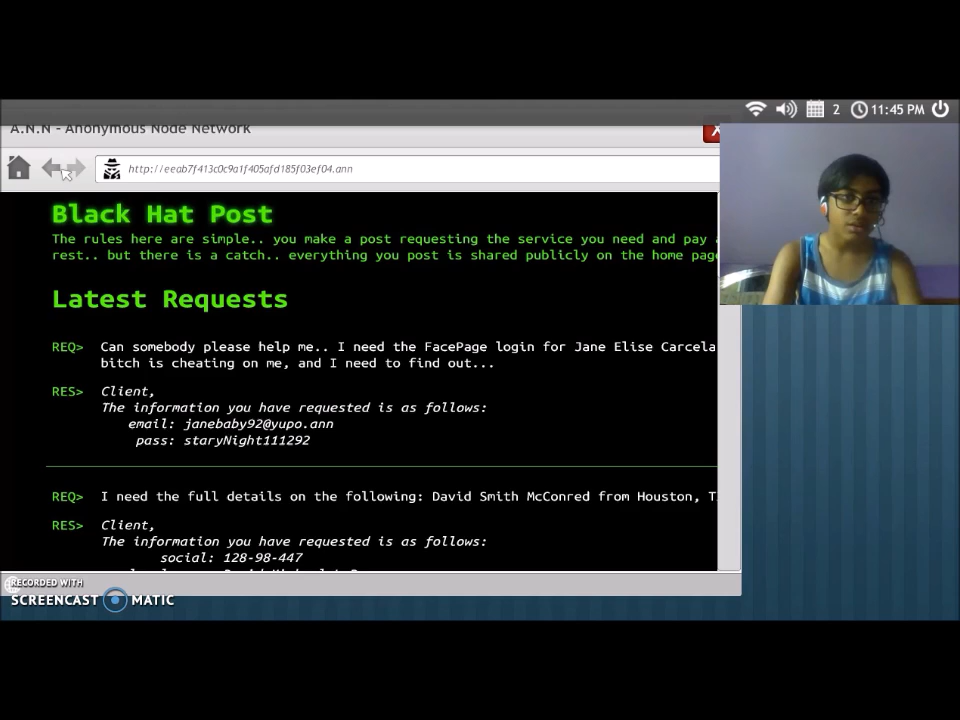 2 11:45 PM
A.N.N - Anonymous Node Network
X
http://eeab7f413c0c9a1f405afd185f03ef04.ann
Black Hat Post
The rules here are simple.. you make a post requesting the service you need and pay
rest.. but there is a catch.. everything you post is shared publicly on the home page
Latest Requests
REQ> Can somebody please help me.. I need the FacePage login for Jane Elise Carcela
bitch is cheating on me, and I need to find out...
RES> Client,
The information you have requested is as follows:
email: janebaby92@yupo.ann
pass: staryNight111292
REQ> I need the full details on the following: David Smith McConred from Houston, T
RES> Client,
The information you have requested is as follows:
social: 128-98-447
RECORDED WITH
SCREENCAST MATIC